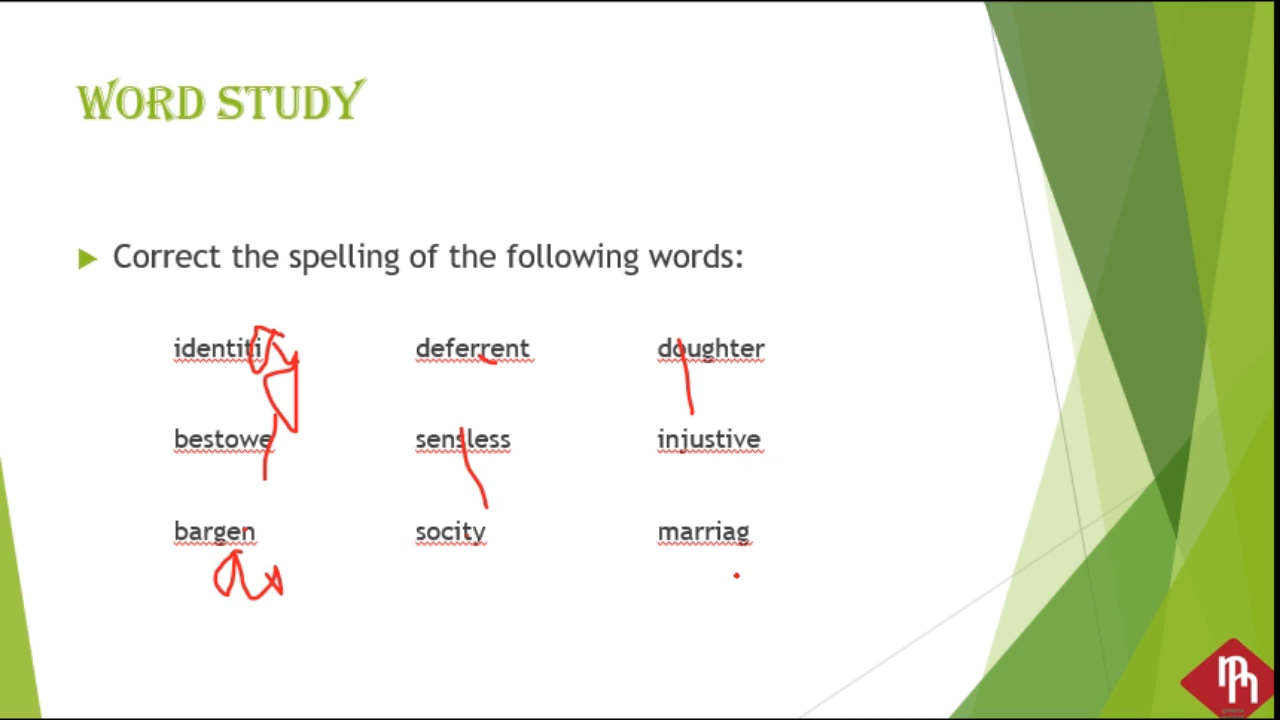 WORD STUDY
Correct the spelling of the following words:
identiti deferrent doughter
bestowe sensless injustive
bargen socity marriag